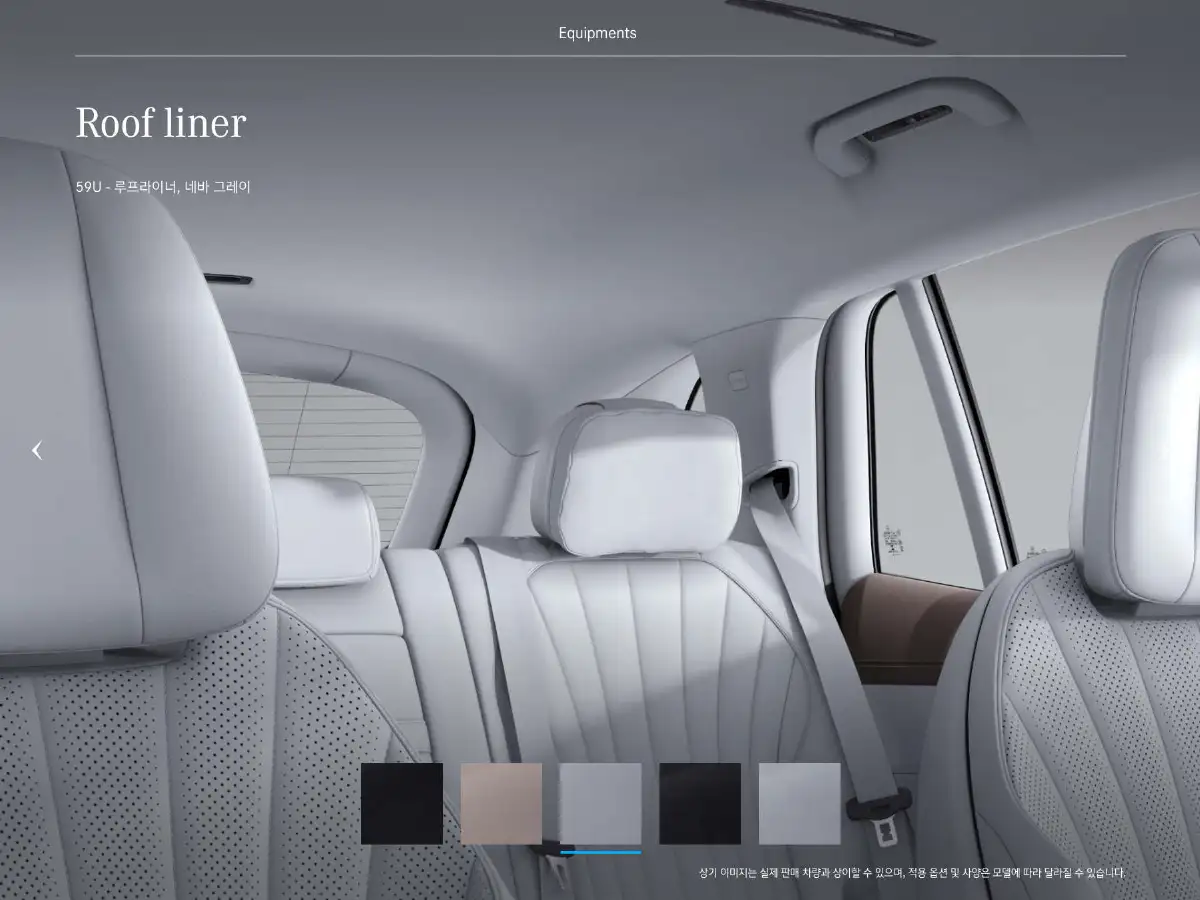 Equipments
Roof liner
59U - 루프라이너, 네바 그레이
상기 이미지는 실제 판매 차량과 상이할 수 있으며, 적용 옵션 및 사양은 모델에 따라 달라질 수 있습니다.